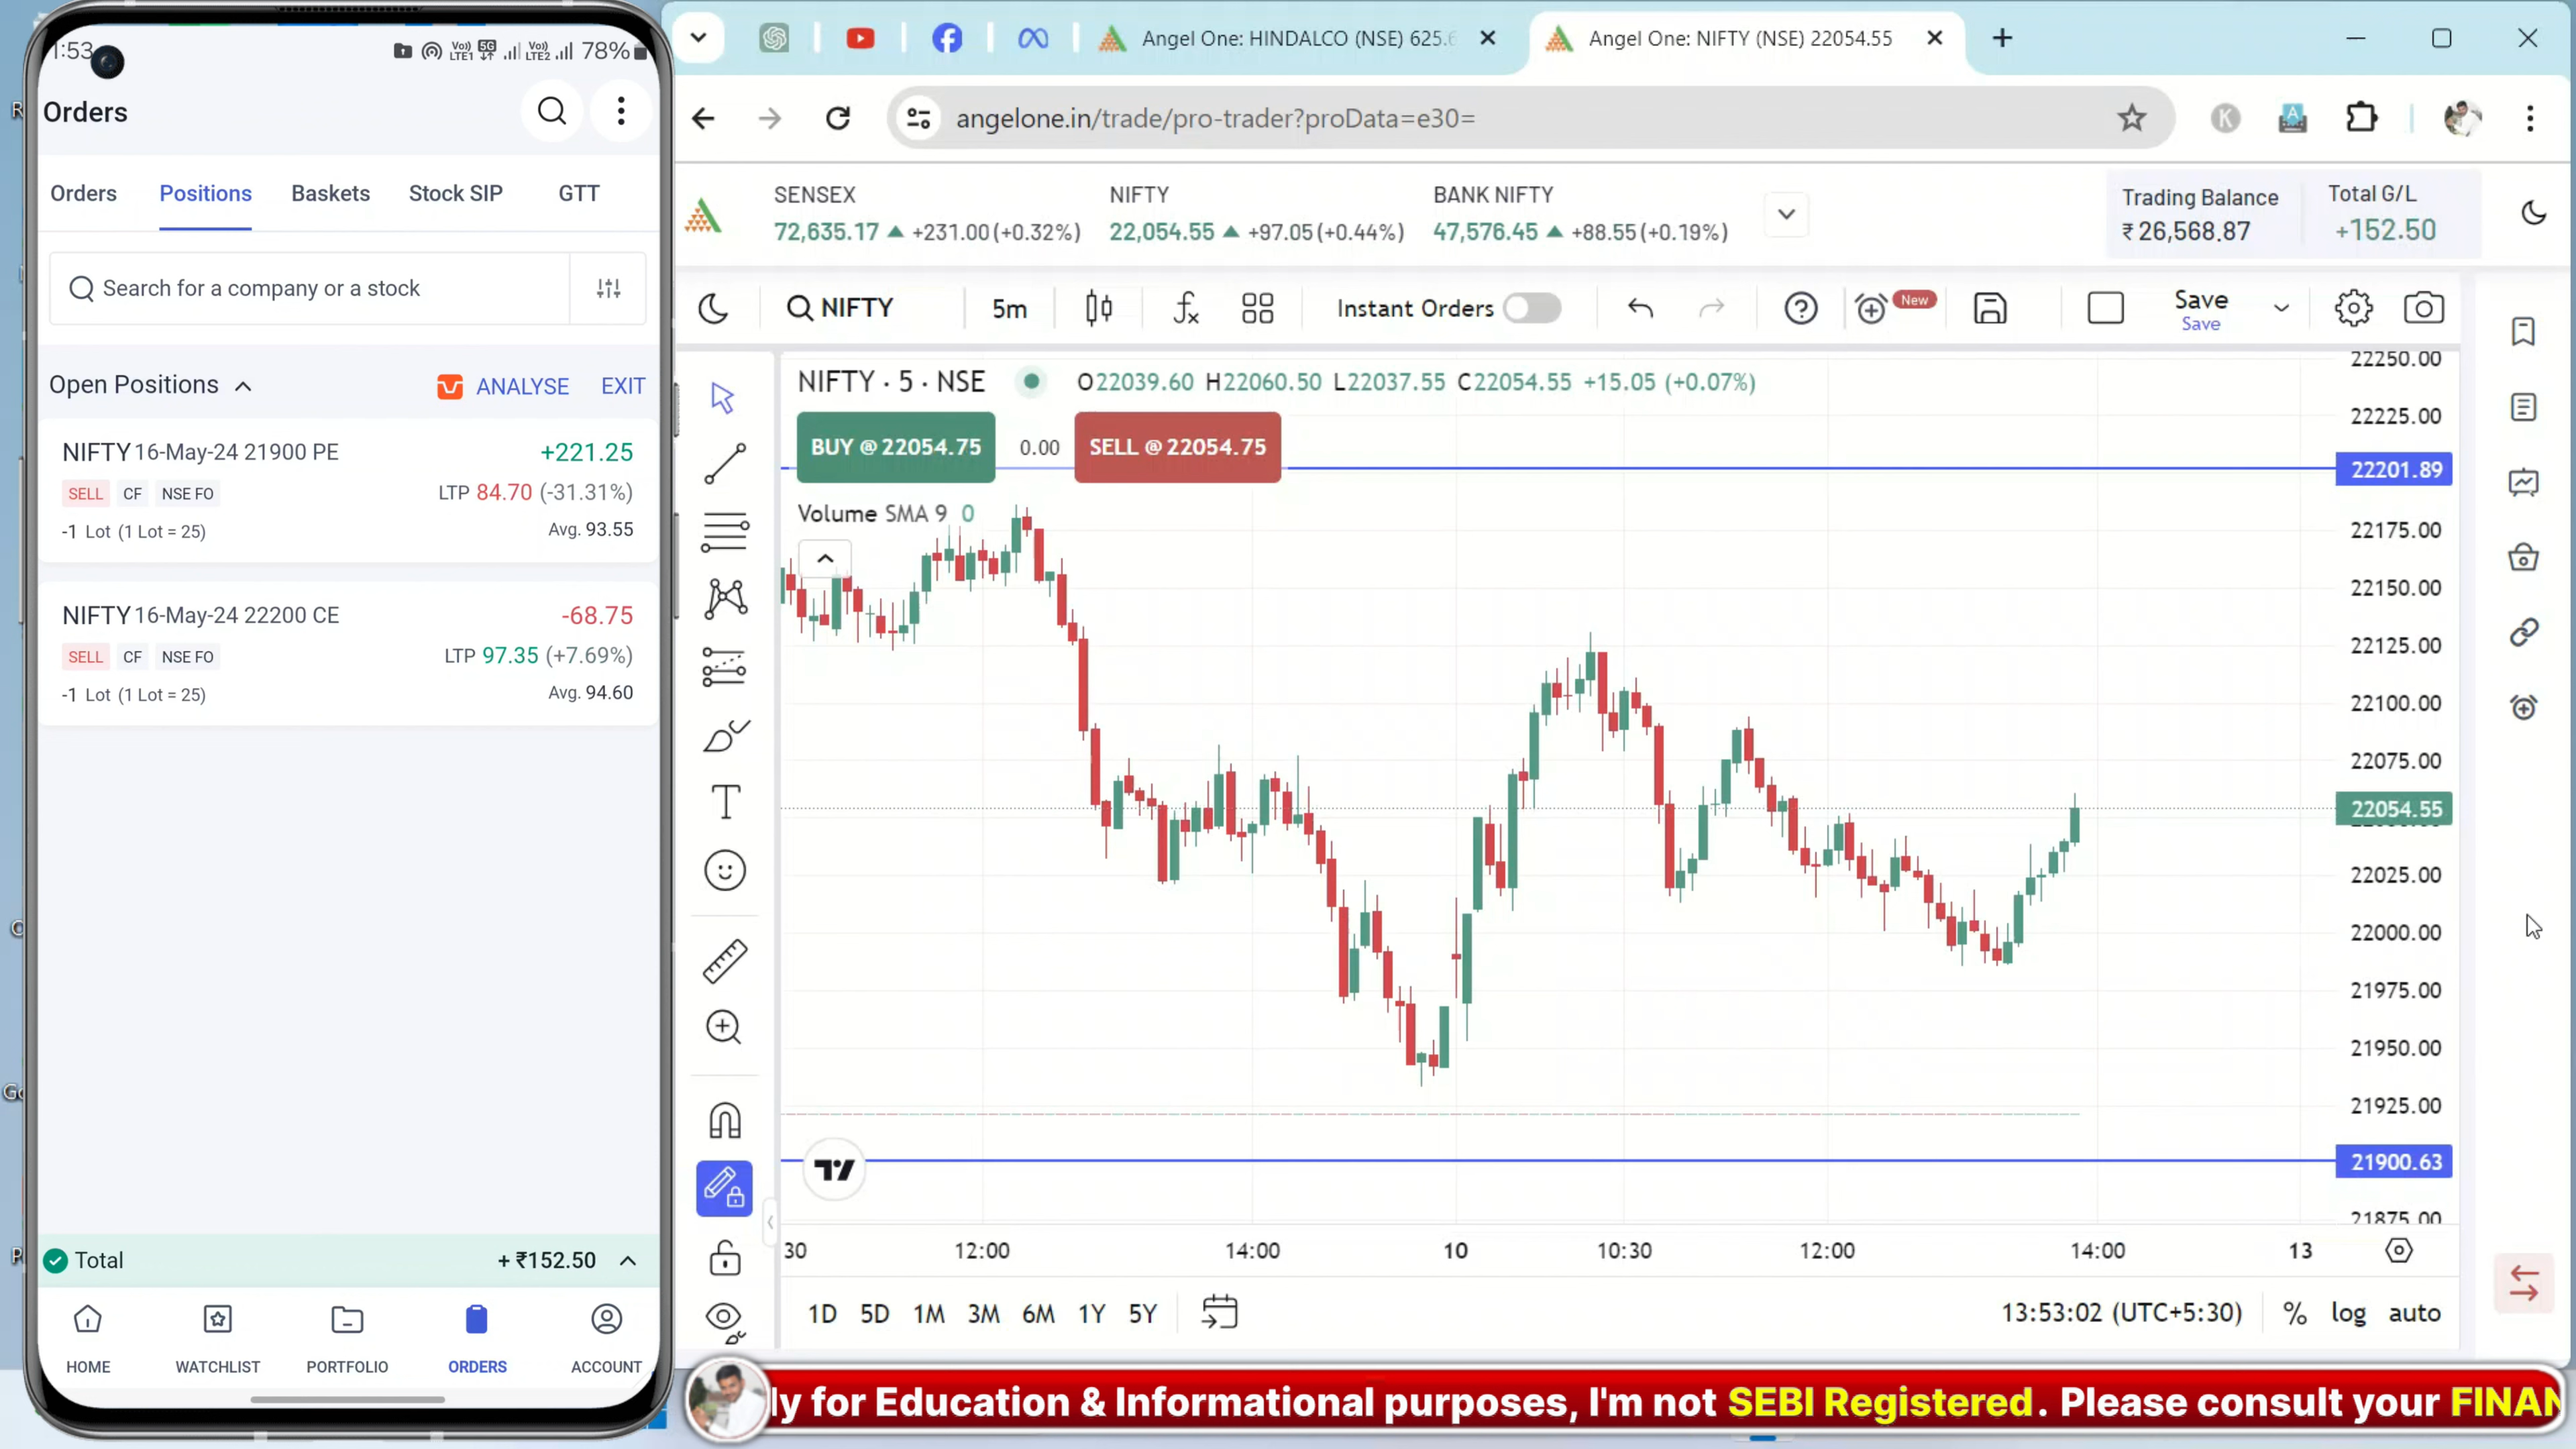 1:53
78%
Orders
Orders Positions Baskets Stock SIP GTT
Search for a company or a stock
Open Positions ANALYSE EXIT
NIFTY 16-May-24 21900 PE +221.25
SELL CF NSE FO LTP 84.70 (-31.31%)
-1 Lot (1 Lot = 25) Avg. 93.55
NIFTY 16-May-24 22200 CE -68.75
SELL CF NSE FO LTP 97.35 (+7.69%)
-1 Lot (1 Lot = 25) Avg. 94.60
Total + ₹152.50
HOME WATCHLIST PORTFOLIO ORDERS ACCOUNT
Angel One: HINDALCO (NSE) 625.
Angel One: NIFTY (NSE) 22054.55
angelone.in/trade/pro-trader?proData=e30=
SENSEX NIFTY BANK NIFTY
72,635.17 +231.00 (+0.32%) 22,054.55 +97.05 (+0.44%) 47,576.45 +88.55 (+0.19%)
Trading Balance Total G/L
₹ 26,568.87 +152.50
NIFTY 5m Instant Orders New Save
Save
NIFTY · 5 · NSE O22039.60 H22060.50 L22037.55 C22054.55 +15.05 (+0.07%)
BUY @ 22054.75 0.00 SELL @ 22054.75
Volume SMA 9 0
22250.00
22225.00
22201.89
22175.00
22150.00
22125.00
22100.00
22075.00
22054.55
22025.00
22000.00
21975.00
21950.00
21925.00
21900.63
21875.00
30 12:00 14:00 10 10:30 12:00 14:00 13
1D 5D 1M 3M 6M 1Y 5Y 13:53:02 (UTC+5:30) % log auto
ly for Education & Informational purposes, I'm not SEBI Registered. Please consult your FINAN